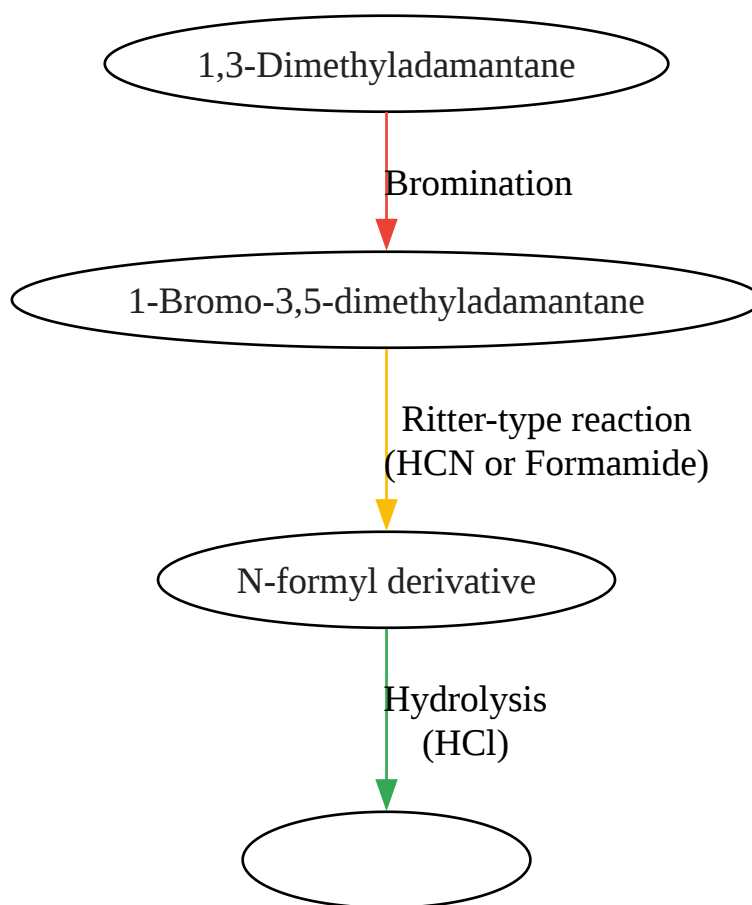 1,3-Dimethyladamantane
Bromination
1-Bromo-3,5-dimethyladamantane
Ritter-type reaction
(HCN or Formamide)
N-formyl derivative
Hydrolysis
(HCl)